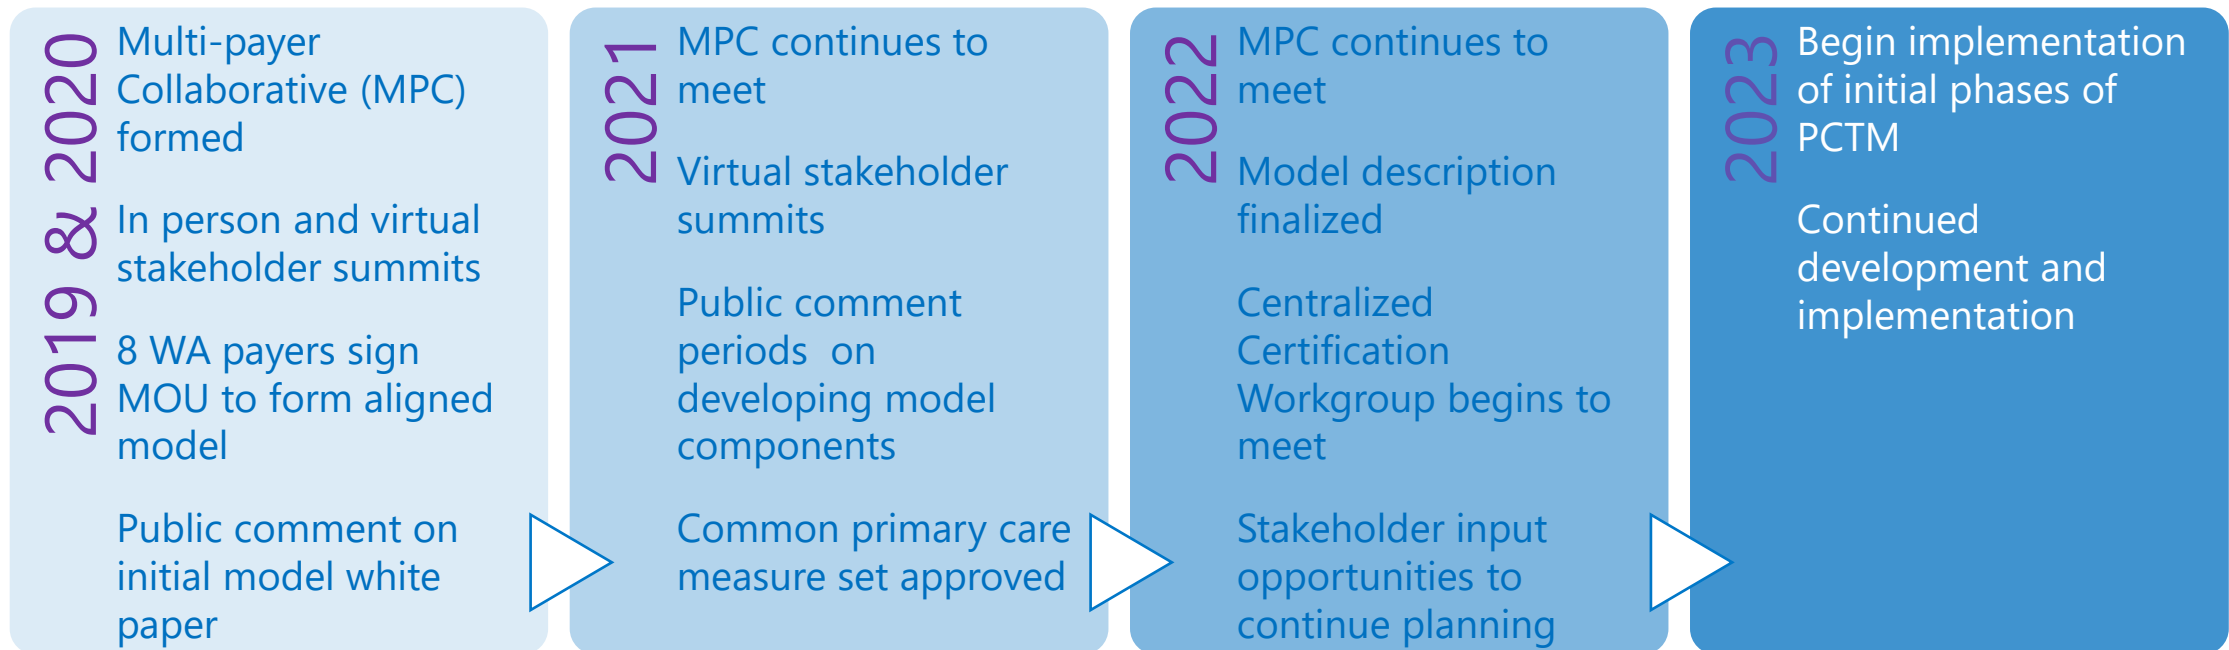 2019 & 2020
Multi-payer
Collaborative (MPC)
formed
In person and virtual
stakeholder summits
8 WA payers sign
MOU to form aligned
model
Public comment on
initial model white
paper
2021
MPC continues to
meet
Virtual stakeholder
summits
Public comment
periods  on
developing model
components
Common primary care
measure set approved
2022
MPC continues to
meet
Model description
finalized
Centralized
Certification
Workgroup begins to
meet
Stakeholder input
opportunities to
continue planning
2023
Begin implementation
of initial phases of
PCTM
Continued
development and
implementation